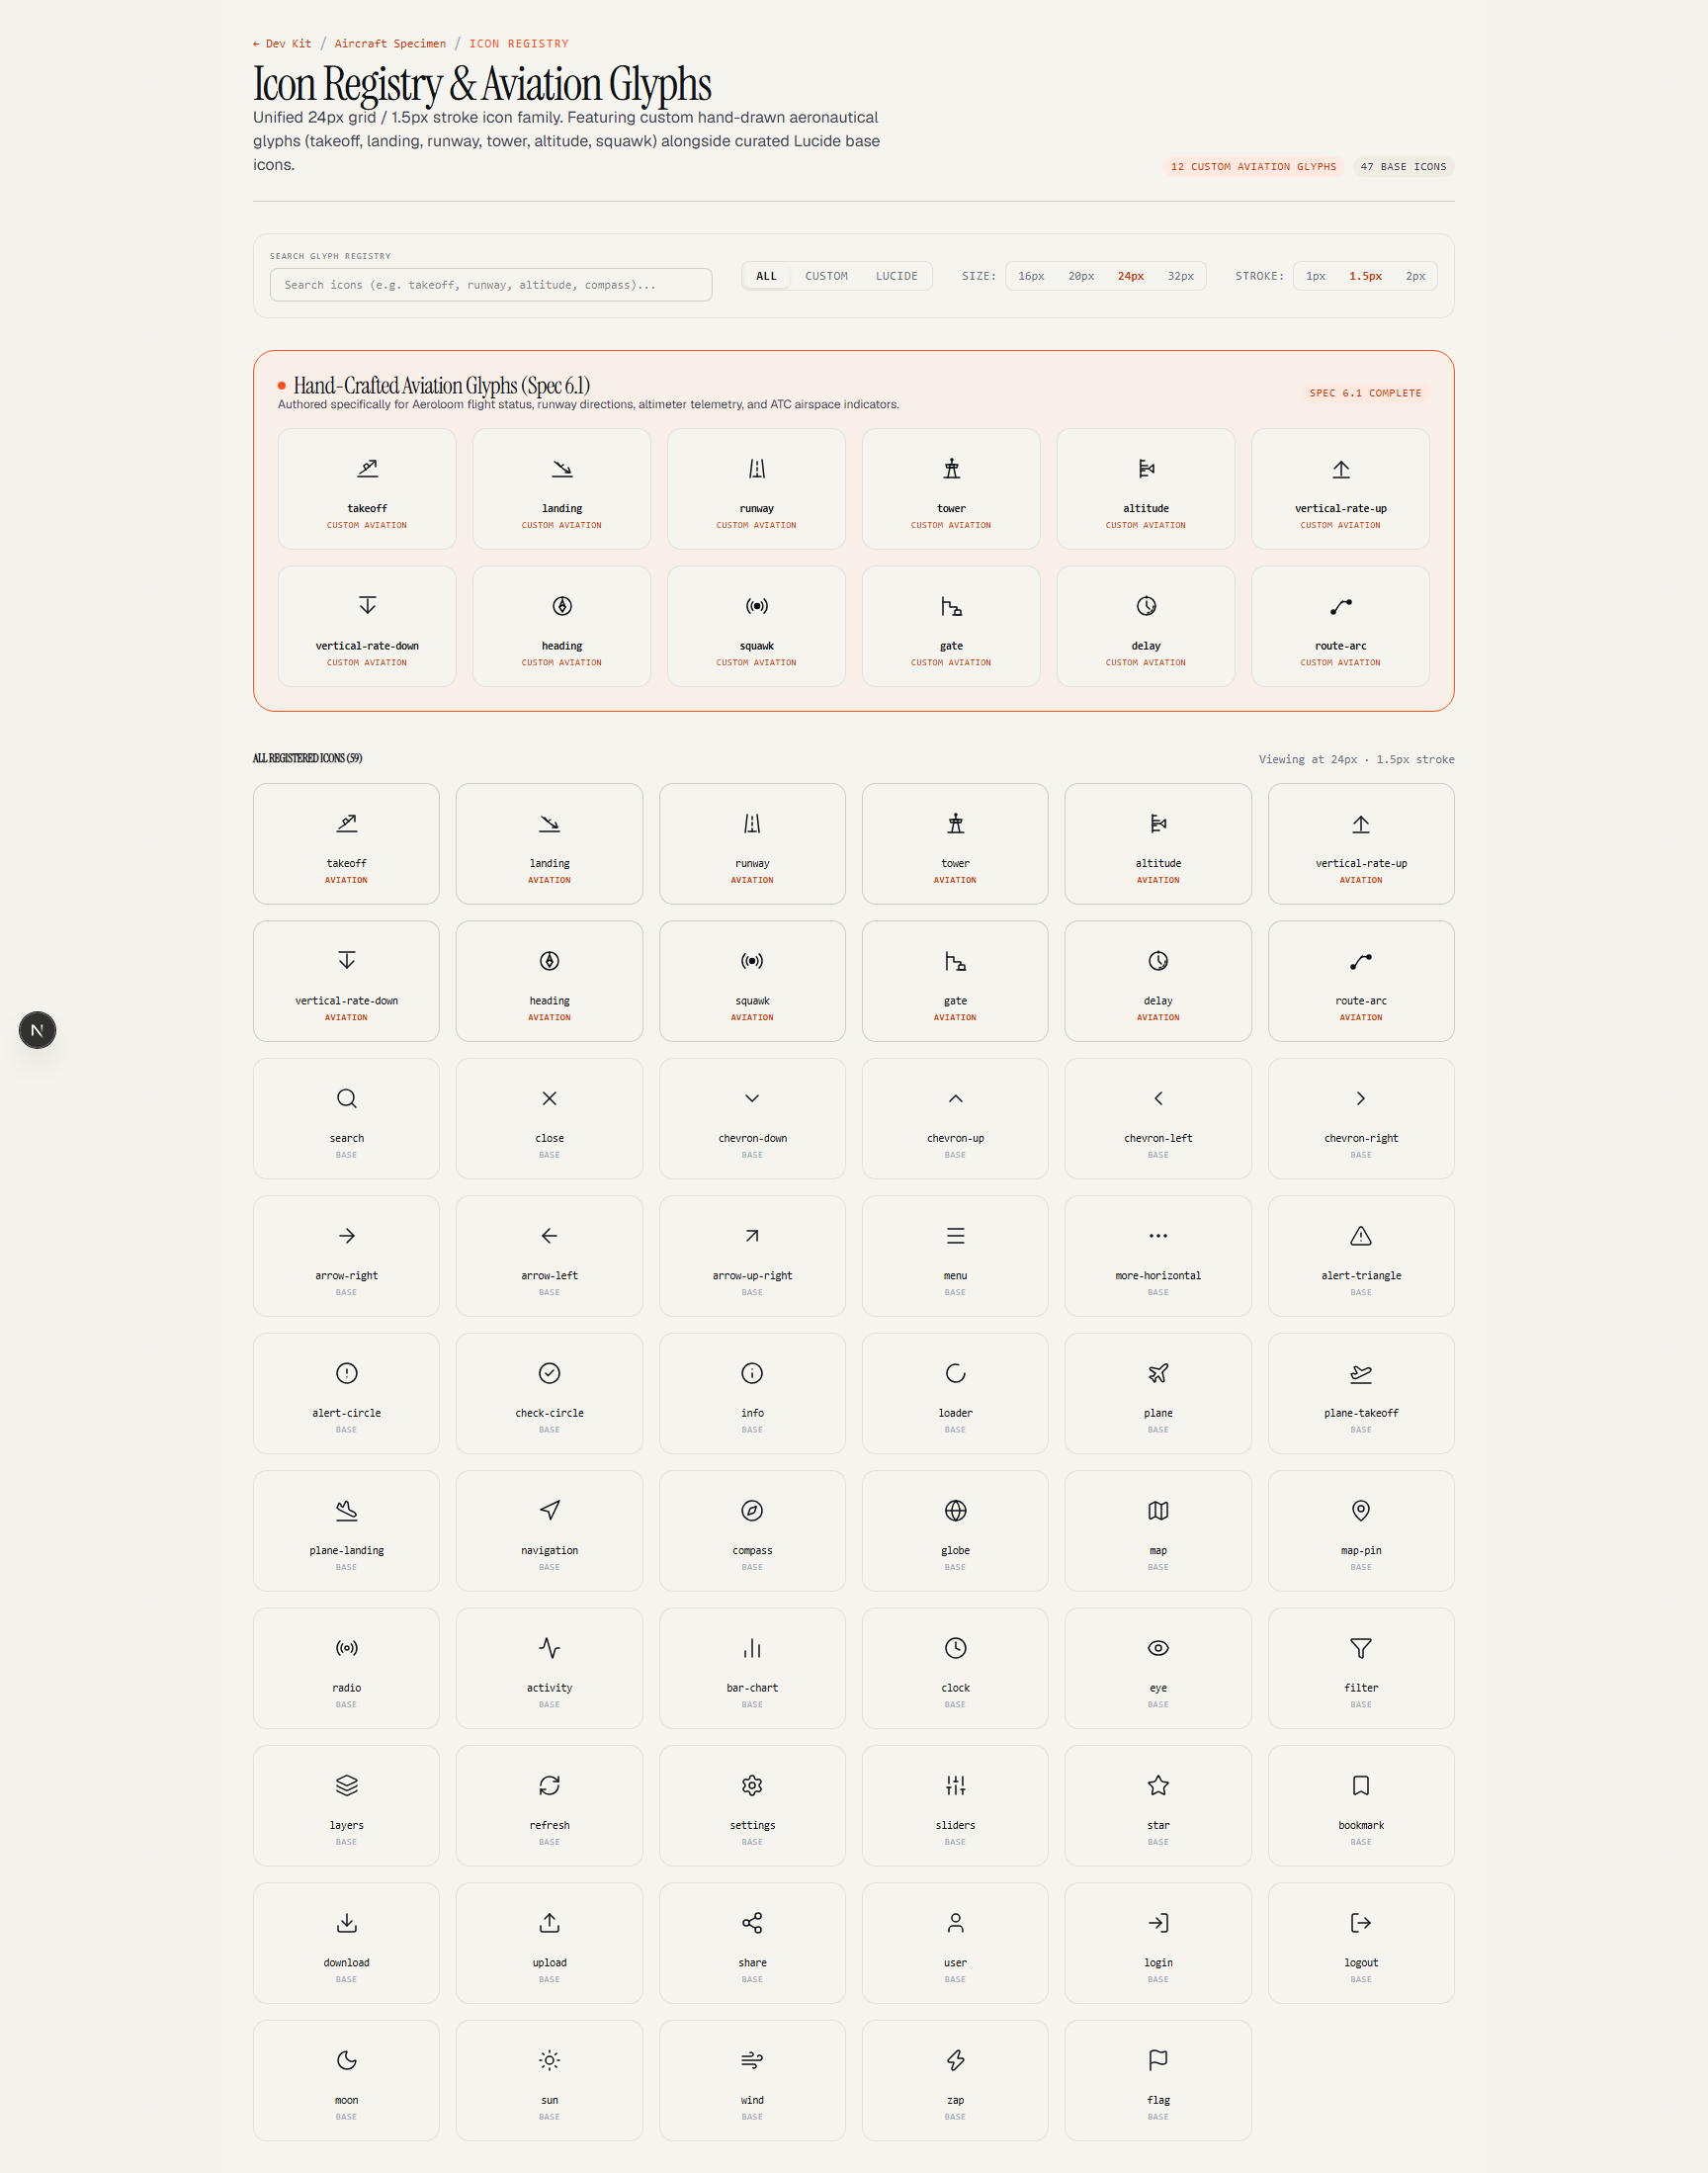 ← Dev Kit / Aircraft Specimen / ICON REGISTRY
Icon Registry & Aviation Glyphs
Unified 24px grid / 1.5px stroke icon family. Featuring custom hand-drawn aeronautical
glyphs (takeoff, landing, runway, tower, altitude, squawk) alongside curated Lucide base
icons.
12 CUSTOM AVIATION GLYPHS 47 BASE ICONS
SEARCH GLYPH REGISTRY
Search icons (e.g. takeoff, runway, altitude, compass)...
ALL CUSTOM LUCIDE SIZE: 16px 20px 24px 32px STROKE: 1px 1.5px 2px
Hand-Crafted Aviation Glyphs (Spec 6.1)
Authored specifically for Aeroloom flight status, runway directions, altimeter telemetry, and ATC airspace indicators.
SPEC 6.1 COMPLETE
takeoff landing runway tower altitude vertical-rate-up
CUSTOM AVIATION CUSTOM AVIATION CUSTOM AVIATION CUSTOM AVIATION CUSTOM AVIATION CUSTOM AVIATION
vertical-rate-down heading squawk gate delay route-arc
CUSTOM AVIATION CUSTOM AVIATION CUSTOM AVIATION CUSTOM AVIATION CUSTOM AVIATION CUSTOM AVIATION
ALL REGISTERED ICONS (59)
Viewing at 24px · 1.5px stroke
takeoff landing runway tower altitude vertical-rate-up
AVIATION AVIATION AVIATION AVIATION AVIATION AVIATION
vertical-rate-down heading squawk gate delay route-arc
AVIATION AVIATION AVIATION AVIATION AVIATION AVIATION
N
search close chevron-down chevron-up chevron-left chevron-right
BASE BASE BASE BASE BASE BASE
arrow-right arrow-left arrow-up-right menu more-horizontal alert-triangle
BASE BASE BASE BASE BASE BASE
alert-circle check-circle info loader plane plane-takeoff
BASE BASE BASE BASE BASE BASE
plane-landing navigation compass globe map map-pin
BASE BASE BASE BASE BASE BASE
radio activity bar-chart clock eye filter
BASE BASE BASE BASE BASE BASE
layers refresh settings sliders star bookmark
BASE BASE BASE BASE BASE BASE
download upload share user login logout
BASE BASE BASE BASE BASE BASE
moon sun wind zap flag
BASE BASE BASE BASE BASE